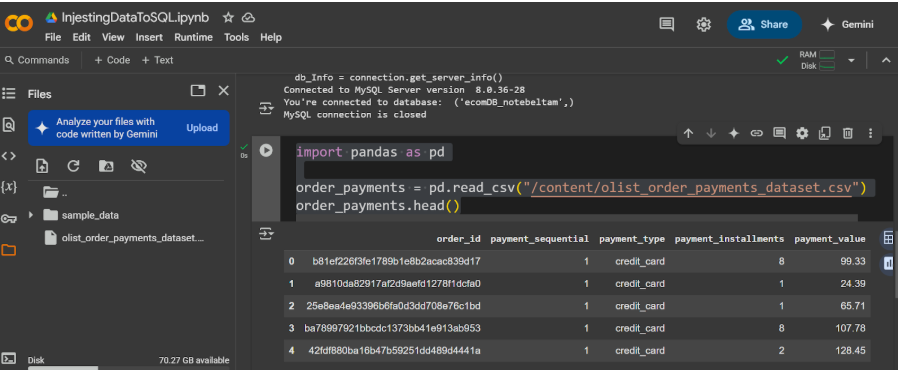 InjestingDataToSQL.ipynb
File Edit View Insert Runtime Tools Help
Share
Gemini
Commands + Code + Text
RAM
Disk
Files
Analyze your files with
code written by Gemini
Upload
..
sample_data
olist_order_payments_dataset....
Disk 70.27 GB available
db_Info = connection.get_server_info()
Connected to MySQL Server version 8.0.36-28
You're connected to database: ('ecomDB_notebeltam',)
MySQL connection is closed
0s
import pandas as pd
order_payments = pd.read_csv("/content/olist_order_payments_dataset.csv")
order_payments.head()
order_id payment_sequential payment_type payment_installments payment_value
0 b81ef226f3fe1789b1e8b2acac839d17 1 credit_card 8 99.33
1 a9810da82917af2d9aefd1278f1dcfa0 1 credit_card 1 24.39
2 25e8ea4e93396b6fa0d3dd708e76c1bd 1 credit_card 1 65.71
3 ba78997921bbcdc1373bb41e913ab953 1 credit_card 8 107.78
4 42fdf880ba16b47b59251dd489d4441a 1 credit_card 2 128.45